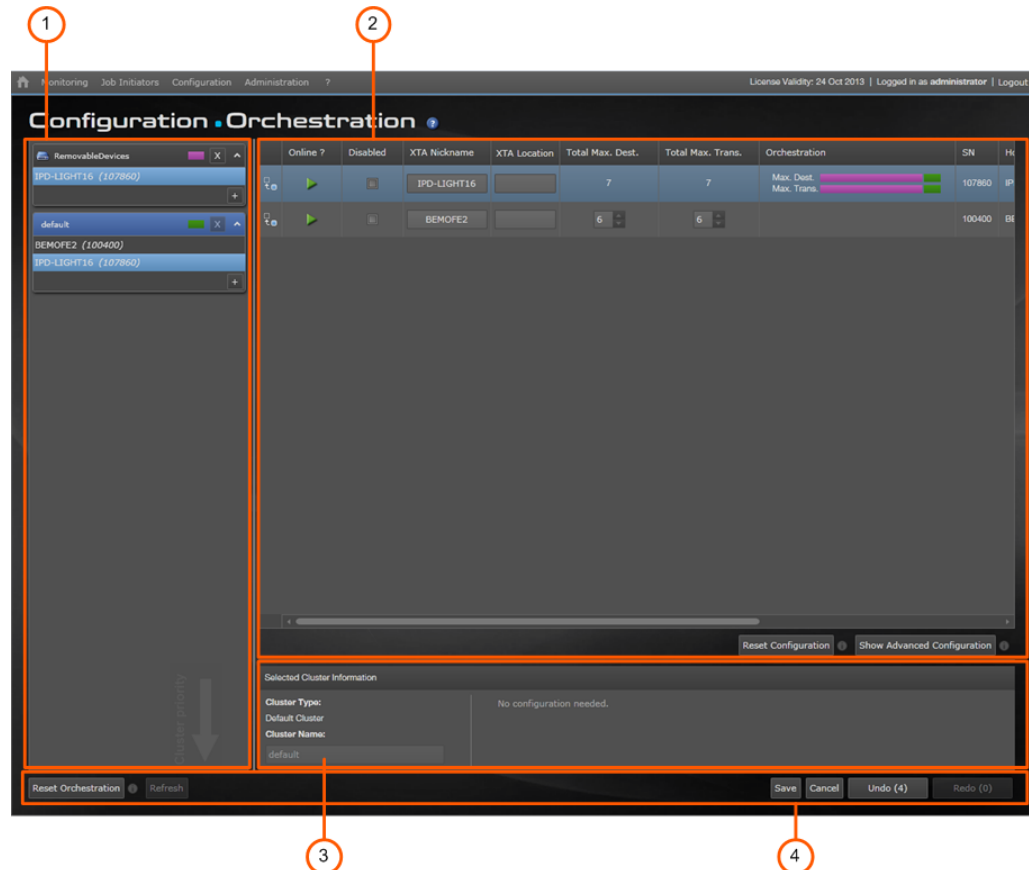 1
2
Monitoring Job Initiators Configuration Administration ?
License Validity: 24 Oct 2013 | Logged in as administrator | Logout
Configuration Orchestration ?
RemovableDevices X
IPD-LIGHT16 (107860)
+
default X
BEMOFE2 (100400)
IPD-LIGHT16 (107860)
+
Cluster priority
Online ? Disabled XTA Nickname XTA Location Total Max. Dest. Total Max. Trans. Orchestration SN
IPD-LIGHT16 7 7 Max. Dest. 107860 IP
Max. Trans.
BEMOFE2 6 6 100400 BE
Reset Configuration Show Advanced Configuration
Selected Cluster Information
Cluster Type:
Default Cluster
Cluster Name:
default
No configuration needed.
Reset Orchestration Refresh
Save Cancel Undo (4) Redo (0)
3
4